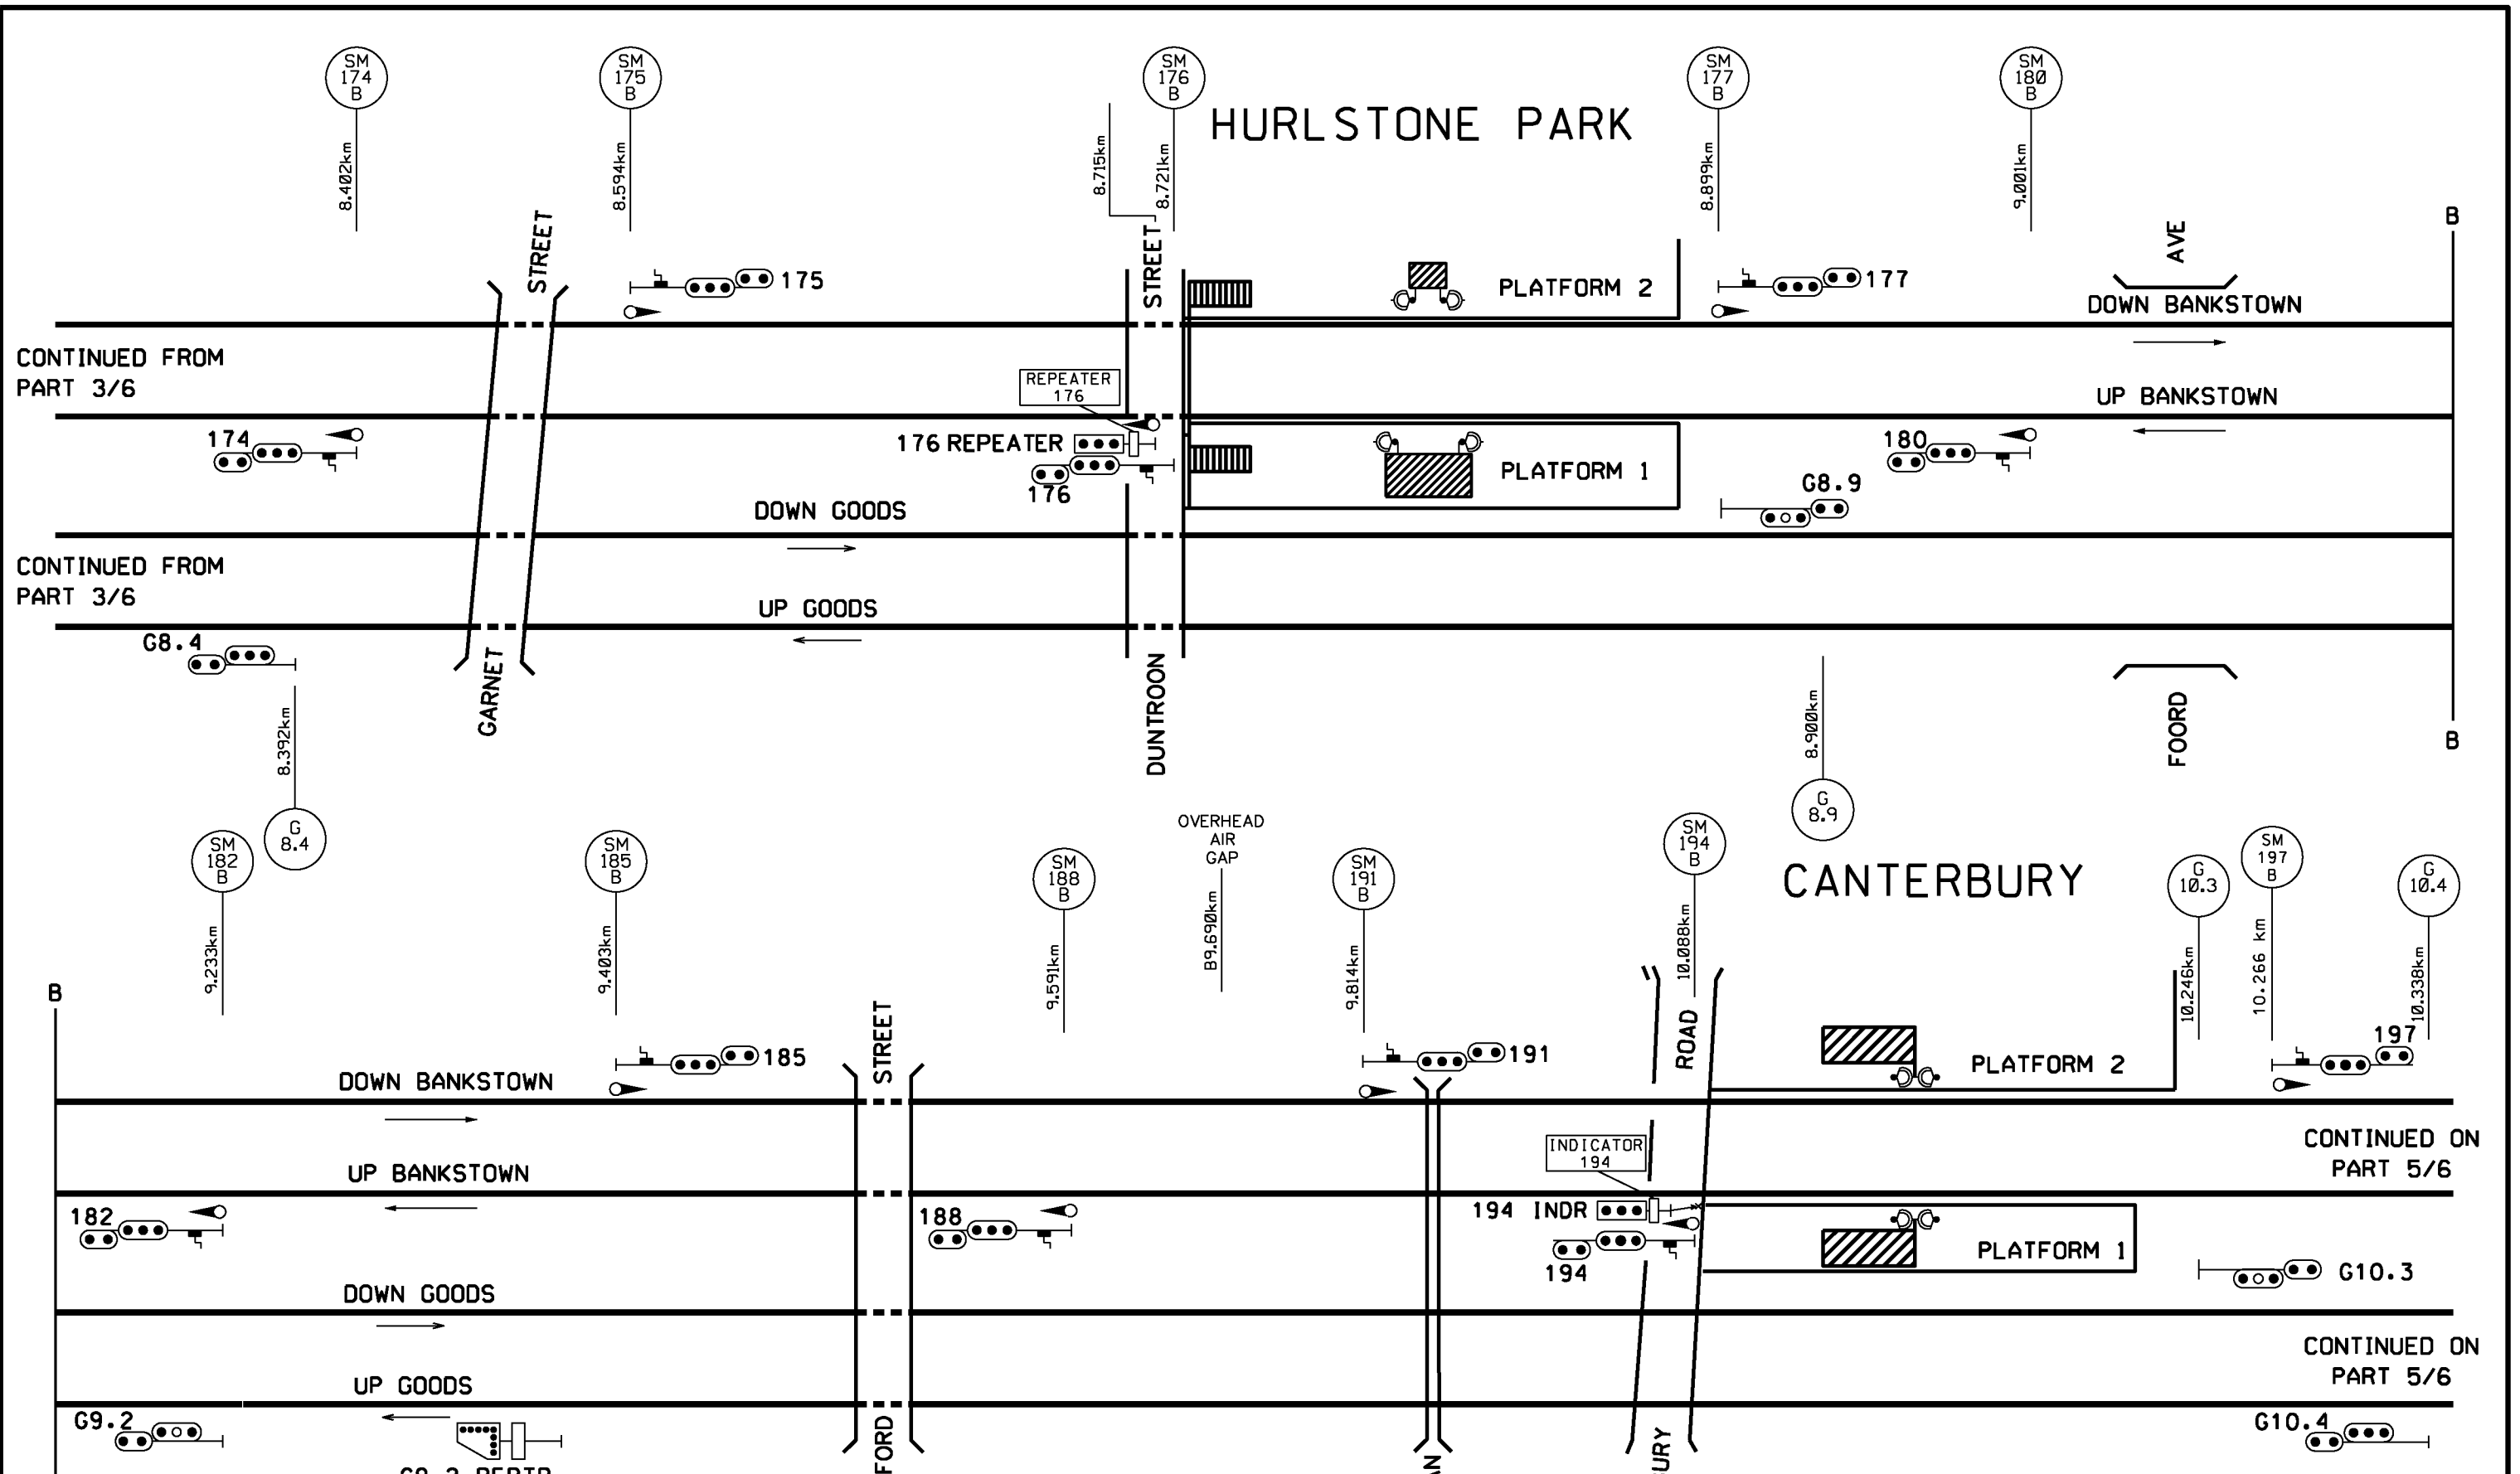 SM
174
B
SM
175
B
SM
176
B
SM
177
B
SM
180
B
HURLSTONE PARK
8.402km
8.594km
8.715km
8.721km
8.899km
9.001km
B
STREET
STREET
AVE
175
PLATFORM 2
177
DOWN BANKSTOWN
CONTINUED FROM
PART 3/6
REPEATER
176
UP BANKSTOWN
174
176 REPEATER
180
PLATFORM 1
176
G8.9
DOWN GOODS
CONTINUED FROM
PART 3/6
UP GOODS
G8.4
GARNET
DUNTROON
FOORD
8.392km
8.900km
B
G
8.4
G
8.9
SM
182
B
SM
185
B
SM
188
B
OVERHEAD
AIR
GAP
SM
191
B
SM
194
B
CANTERBURY
G
10.3
SM
197
B
G
10.4
9.233km
9.403km
9.591km
B9.690km
9.814km
10.088km
10.246km
10.266 km
10.338km
B
STREET
ROAD
185
191
197
DOWN BANKSTOWN
PLATFORM 2
INDICATOR
194
CONTINUED ON
PART 5/6
UP BANKSTOWN
182
188
194 INDR
194
PLATFORM 1
G10.3
DOWN GOODS
CONTINUED ON
PART 5/6
UP GOODS
G9.2
G10.4
FORD